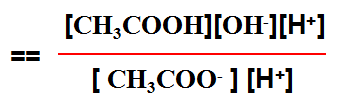 [CH₃COOH][OH⁻][H⁺]
== [ CH₃COO⁻ ] [H⁺]